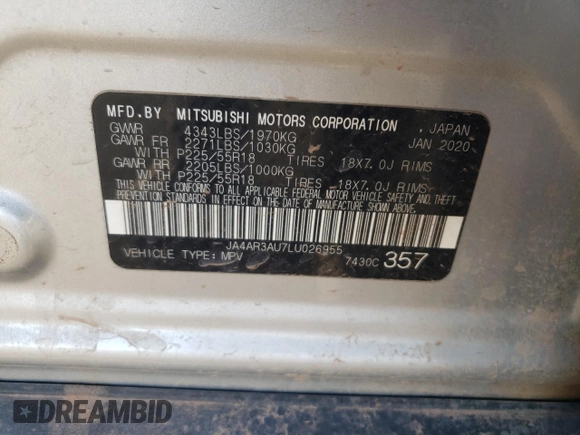 MFD.BY MITSUBISHI MOTORS CORPORATION , JAPAN
GVWR 4343LBS/1970KG JAN 2020
GAWR FR 2271LBS/1030KG
WITH P225/55R18 TIRES 18X7.0J RIMS
GAWR RR 2205LBS/1000KG
WITH P225/55R18 TIRES 18X7.0J RIMS
THIS VEHICLE CONFORMS TO ALL APPLICABLE FEDERAL MOTOR VEHICLE SAFETY, BUMPER AND THEFT
PREVENTION STANDARDS IN EFFECT ON THE DATE OF MANUFACTURE SHOWN ABOVE.
JA4AR3AU7LU026955
VEHICLE TYPE: MPV 7430C 357
DREAMBID